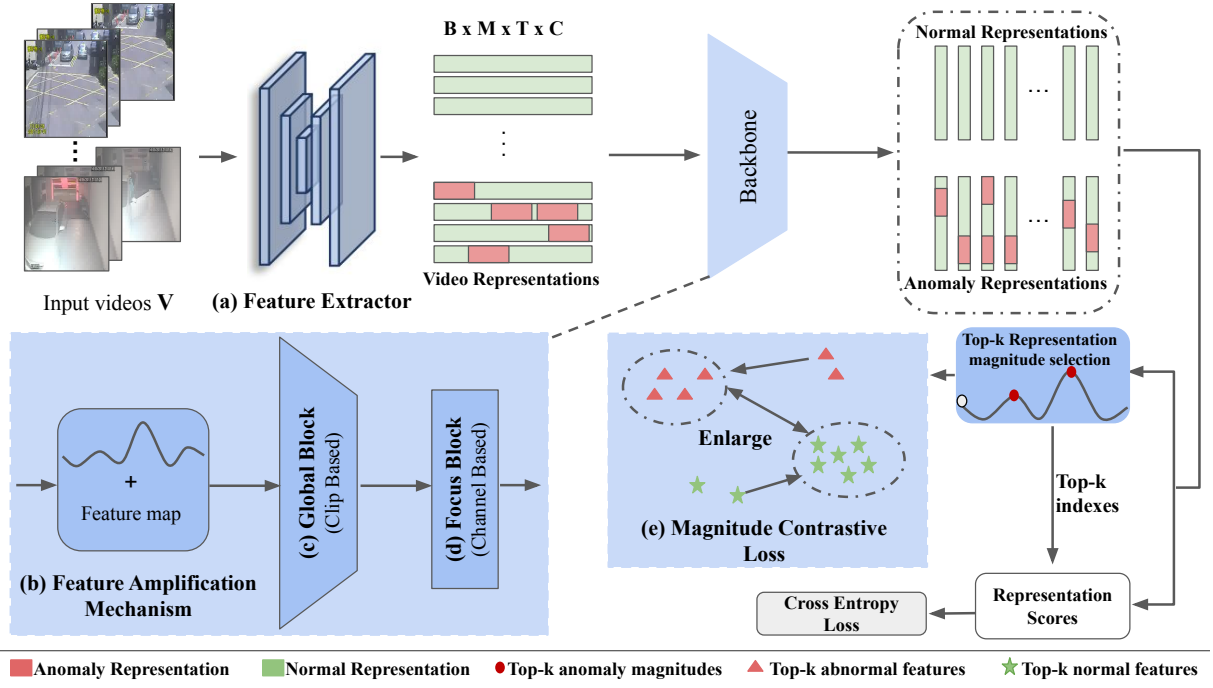 B x M x T x C
Normal Representations
Backbone
...
...
Video Representations
Anomaly Representations
Input videos V
(a) Feature Extractor
Top-k Representation
magnitude selection
Enlarge
+
Feature map
(c) Global Block
(Clip Based)
(d) Focus Block
(Channel Based)
(b) Feature Amplification
Mechanism
(e) Magnitude Contrastive
Loss
Top-k
indexes
Representation
Scores
Cross Entropy
Loss
Anomaly Representation
Normal Representation
Top-k anomaly magnitudes
Top-k abnormal features
Top-k normal features